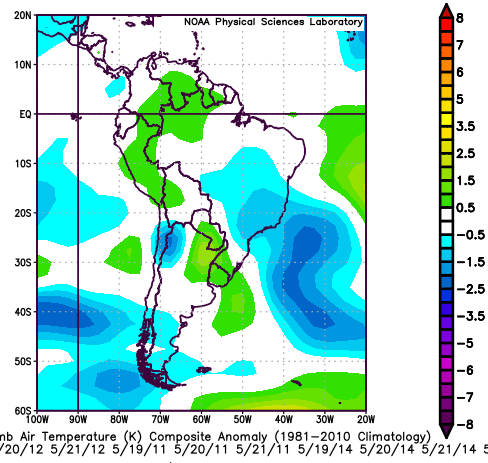 NOAA Physical Sciences Laboratory
20N
10N
EQ
10S
20S
30S
40S
50S
60S
100W 90W 80W 70W 60W 50W 40W 30W 20W
8
7
6
5
3.5
2.5
1.5
0.5
-0.5
-1.5
-2.5
-3.5
-5
-6
-7
-8
mb Air Temperature (K) Composite Anomaly (1981-2010 Climatology)
/20/12 5/21/12 5/19/11 5/20/11 5/21/11 5/19/14 5/20/14 5/21/14 5